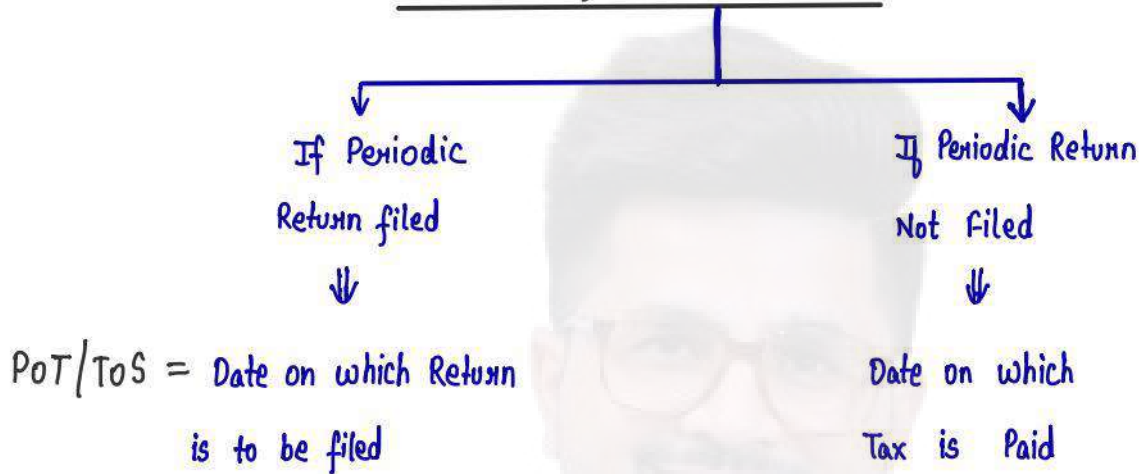 If Periodic
Return filed
⇓
PoT/ToS = Date on which Return
is to be filed
If Periodic Return
Not Filed
⇓
Date on which
Tax is Paid